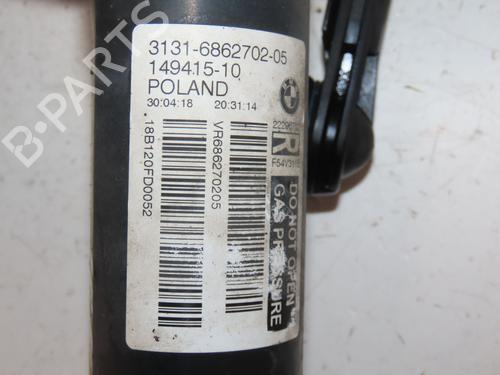 3131-6862702-05
149415-10
POLAND
30:04:18 20:31:14
18B120FD0052
VR686270205
R
DO NOT OPEN
GAS PRESSURE